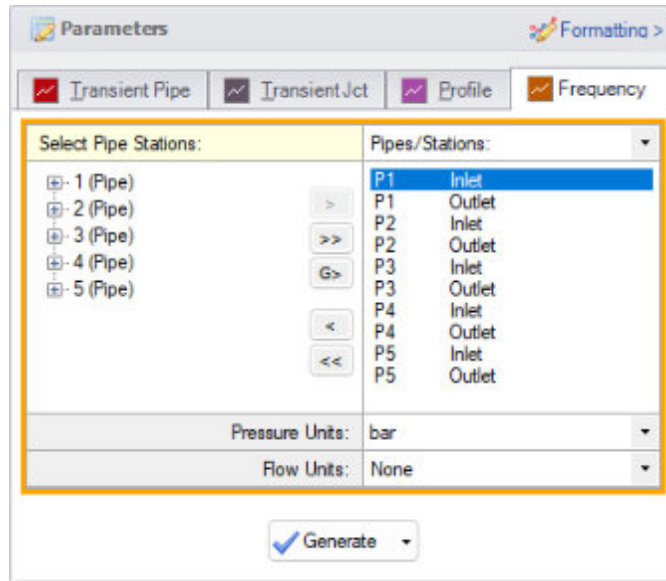 Parameters Formatting >
Transient Pipe Transient Jct Profile Frequency
Select Pipe Stations: Pipes/Stations:
1 (Pipe)
2 (Pipe)
3 (Pipe)
4 (Pipe)
5 (Pipe)
>
>>
G>
<
<<
P1 Inlet
P1 Outlet
P2 Inlet
P2 Outlet
P3 Inlet
P3 Outlet
P4 Inlet
P4 Outlet
P5 Inlet
P5 Outlet
Pressure Units: bar
Flow Units: None
Generate